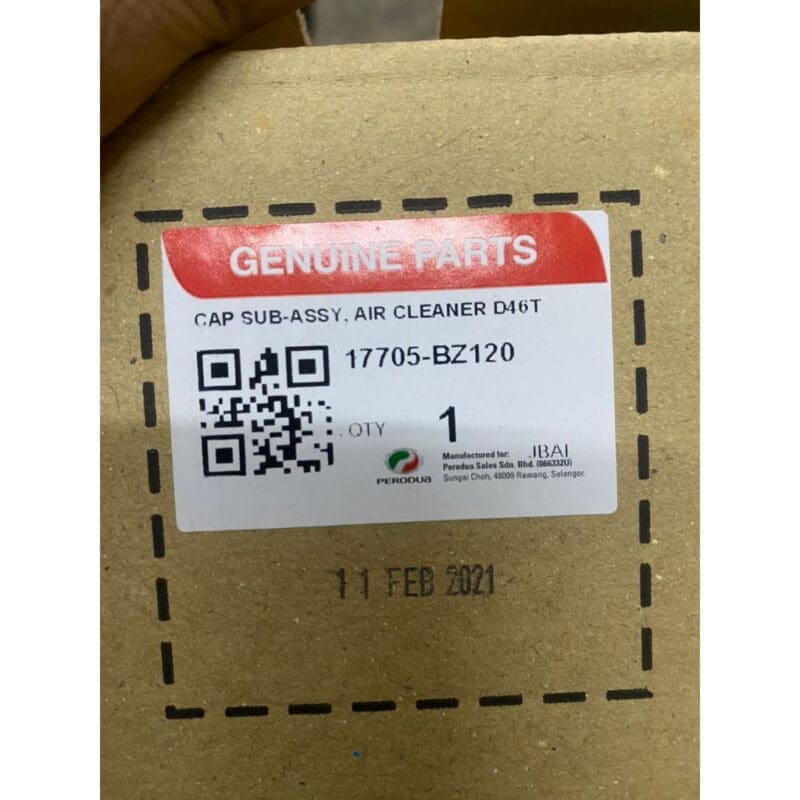 GENUINE PARTS
CAP SUB-ASSY, AIR CLEANER D46T
17705-BZ120
. QTY 1
PERODUA
Manufactured for: JBAI
Perodua Sales Sdn. Bhd. (066332U)
Sungai Choh, 48009 Rawang, Selangor.
11 FEB 2021